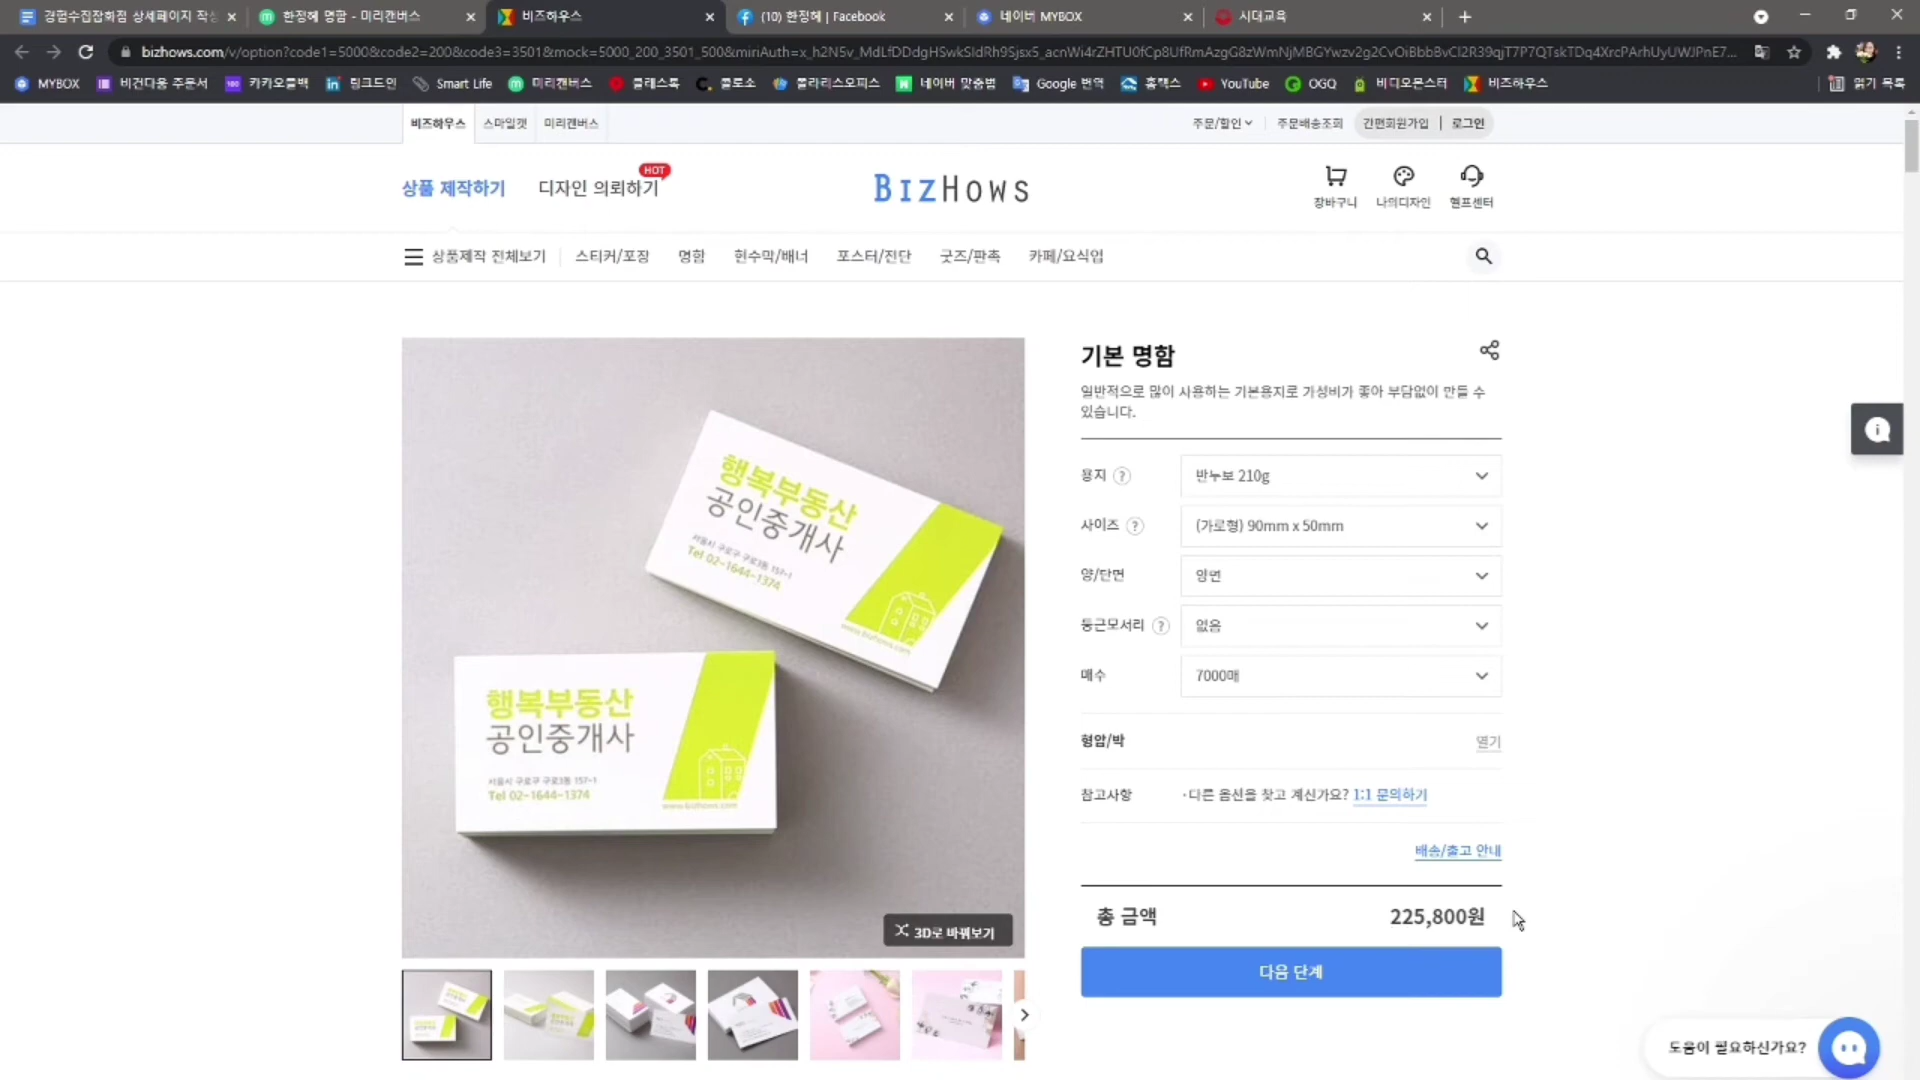 경험수집잡화점 상세페이지 작성
한정혜 명함 - 미리캔버스
비즈하우스
(10) 한정혜 | Facebook
네이버 MYBOX
시대교육
MYBOX
비건다움 주문서
카카오콜백
링크드인
Smart Life
미리캔버스
클래스톡
콜로소
폴라리스오피스
네이버 맞춤법
Google 번역
홈택스
YouTube
OGQ
비디오몬스터
비즈하우스
읽기 목록
비즈하우스
스마일캣
미리캔버스
주문/할인
주문배송조회
간편회원가입 | 로그인
상품 제작하기
디자인 의뢰하기
HOT
BIZHOWS
장바구니
나의디자인
헬프센터
상품제작 전체보기
스티커/포장
명함
현수막/배너
포스터/전단
굿즈/판촉
카페/요식업
행복부동산
공인중개사
서울시 구로구 구로3동 157-1
Tel 02-1644-1374
www.bizhows.com
행복부동산
공인중개사
서울시 구로구 구로3동 157-1
Tel 02-1644-1374
www.bizhows.com
3D로 바꿔보기
기본 명함
일반적으로 많이 사용하는 기본용지로 가성비가 좋아 부담없이 만들 수
있습니다.
용지 ?
반누보 210g
사이즈 ?
(가로형) 90mm x 50mm
양/단면
양면
둥근모서리 ?
없음
매수
7000매
형압/박
열기
참고사항
·다른 옵션을 찾고 계신가요? 1:1 문의하기
배송/출고 안내
총 금액
225,800원
다음 단계
도움이 필요하신가요?